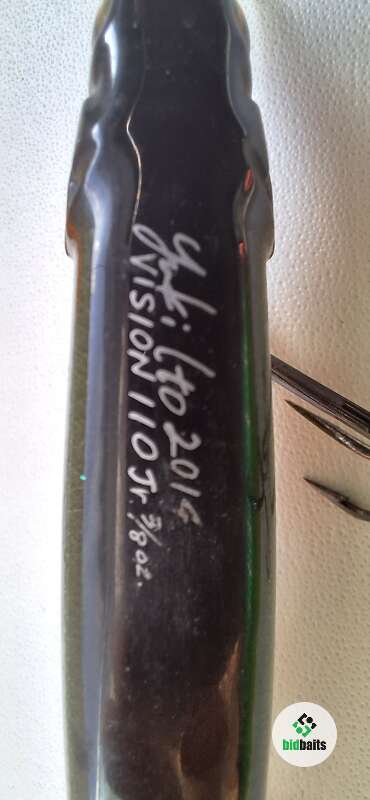 Yuki Ito 2014
VISION 110 Jr. 3/8 oz.
bidbaits